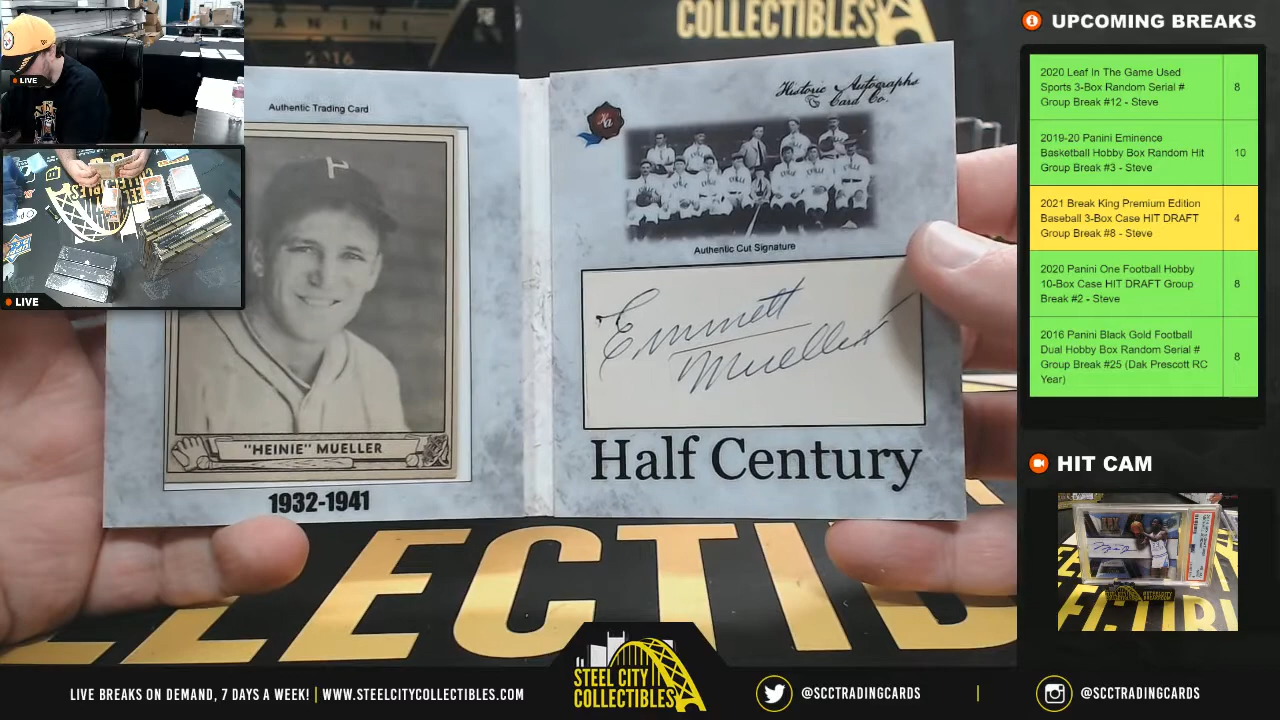 COLLECTIBLES
PANINI
2016
LIVE
LIVE
Authentic Trading Card
"HEINIE" MUELLER
1932-1941
Historic Autographs
Card Co.
Ha
Authentic Cut Signature
Emmett
Mueller
Half Century
UPCOMING BREAKS
2020 Leaf In The Game Used
Sports 3-Box Random Serial #
Group Break #12 - Steve
8
2019-20 Panini Eminence
Basketball Hobby Box Random Hit
Group Break #3 - Steve
10
2021 Break King Premium Edition
Baseball 3-Box Case HIT DRAFT
Group Break #8 - Steve
4
2020 Panini One Football Hobby
10-Box Case HIT DRAFT Group
Break #2 - Steve
8
2016 Panini Black Gold Football
Dual Hobby Box Random Serial #
Group Break #25 (Dak Prescott RC
Year)
8
HIT CAM
LECTIB
LIVE BREAKS ON DEMAND, 7 DAYS A WEEK! | WWW.STEELCITYCOLLECTIBLES.COM
STEEL CITY
COLLECTIBLES
@SCCTRADINGCARDS
|
@SCCTRADINGCARDS